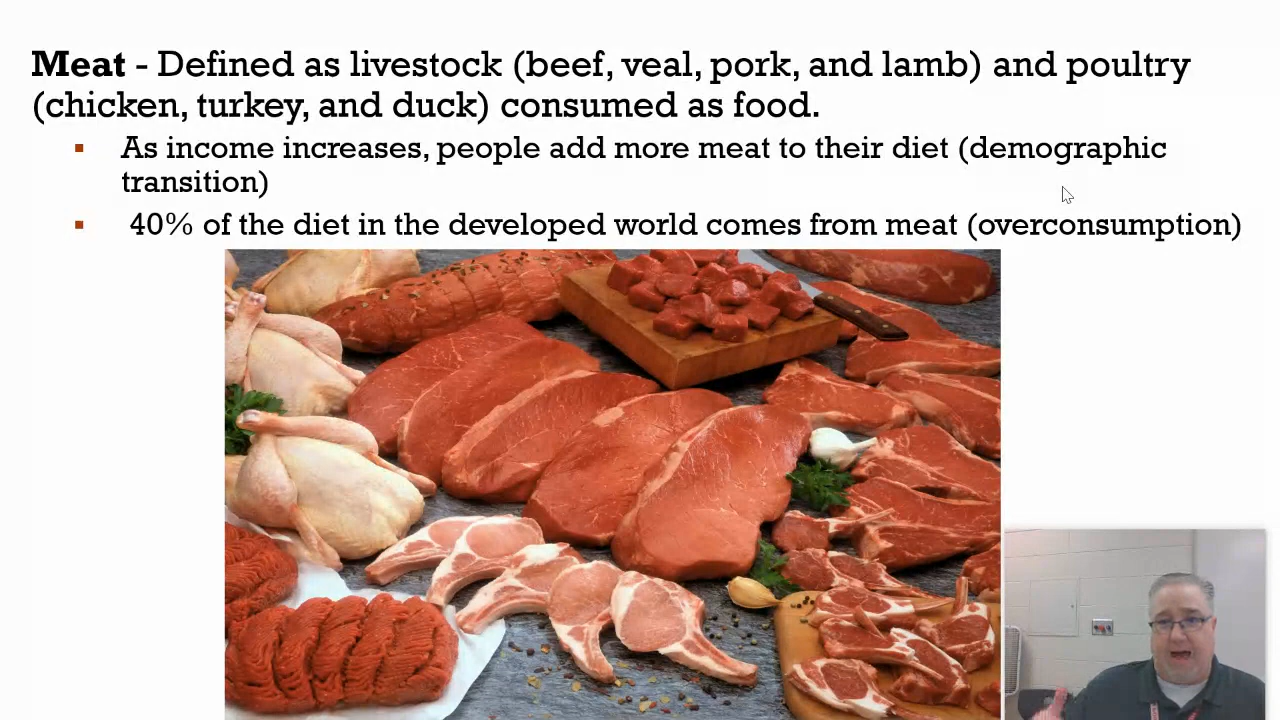 Meat - Defined as livestock (beef, veal, pork, and lamb) and poultry
(chicken, turkey, and duck) consumed as food.
▪ As income increases, people add more meat to their diet (demographic
transition)
▪ 40% of the diet in the developed world comes from meat (overconsumption)